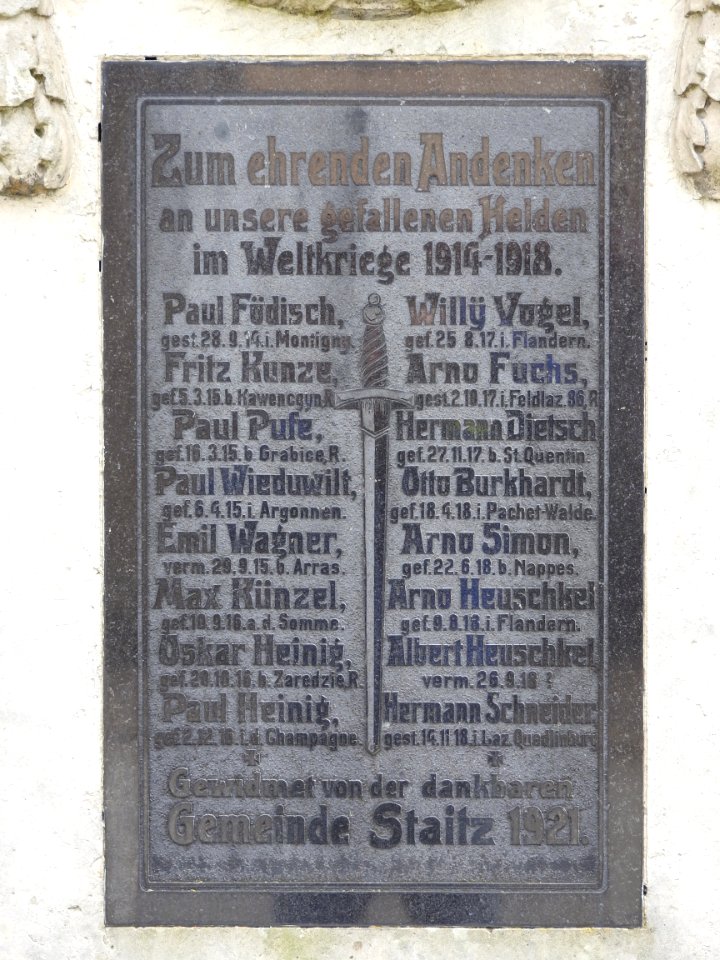 Zum ehrenden Andenken
an unsere gefallenen Helden
im Weltkriege 1914-1918.
Paul Födisch,
gest. 28.9.14. i. Montigny.
Fritz Kunze,
gef. 5.3.15. b. Kawencyn, R.
Paul Pufe,
gef. 16.3.15. b Grabice, R.
Paul Wieduwilt,
gef. 6.4.15. i. Argonnen.
Emil Wagner,
verm. 29.9.15. b. Arras.
Max Künzel,
gef. 10.9.16. a.d. Somme.
Oskar Heinig,
gef. 20.10.16. b. Zaredzie, R.
Paul Heinig,
gef. 2.12.16. i.d. Champagne.
Willÿ Vogel,
gef. 25 8.17. i. Flandern.
Arno Fuchs,
gest. 2.10.17. i. Feldlaz. 96, R.
Hermann Dietsch
gef. 27.11.17. b. St. Quentin.
Otto Burkhardt,
gef. 18.4.18. i. Pachet-Walde.
Arno Simon,
gef. 22.6.18. b. Nappes.
Arno Heuschkel
gef. 9.8.18. i. Flandern.
Albert Heuschkel
verm. 26.9.18 ?
Hermann Schneider,
gest. 14.11 18. i. Laz. Quedlinburg
Gewidmet von der dankbaren
Gemeinde Staitz 1921.